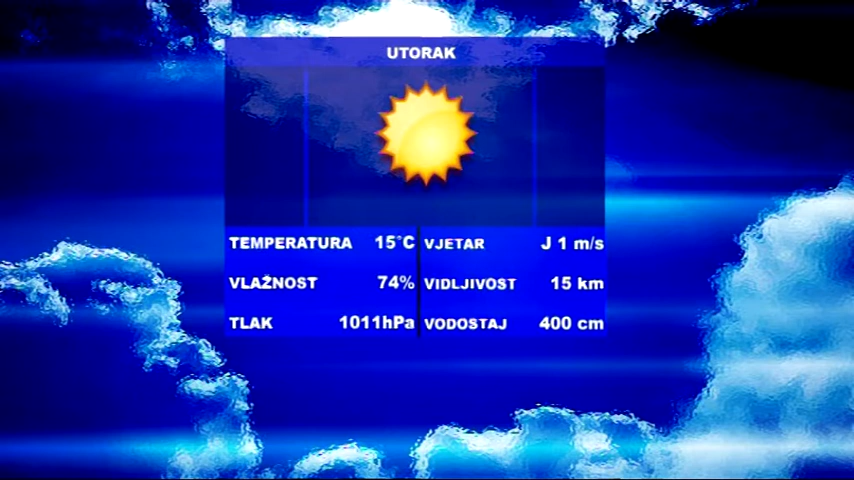 UTORAK
TEMPERATURA 15°C VJETAR J 1 m/s
VLAŽNOST 74% VIDLJIVOST 15 km
TLAK 1011hPa VODOSTAJ 400 cm